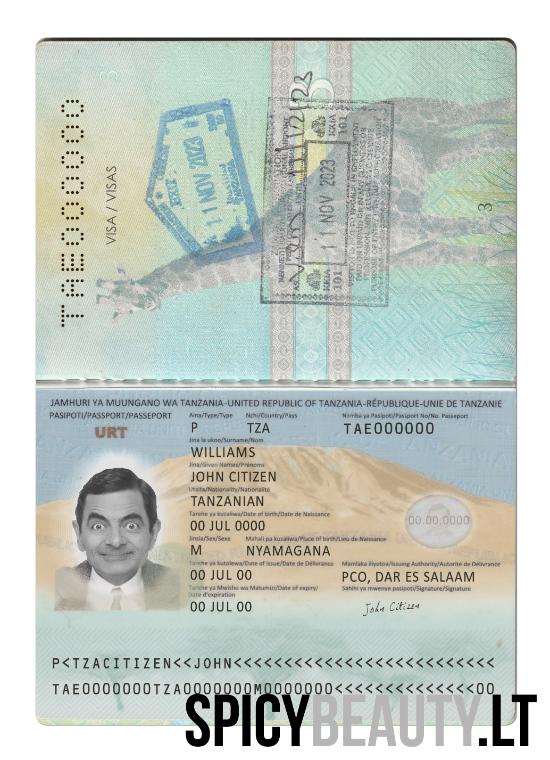 TAE000000
VISA / VISAS
3
11 NOV 2023
11 NOV 2023
101
101
3
JAMHURI YA MUUNGANO WA TANZANIA-UNITED REPUBLIC OF TANZANIA-RÉPUBLIQUE-UNIE DE TANZANIE
PASIPOTI/PASSPORT/PASSEPORT
URT
Aina/Type/Type Nchi/Country/Pays Namba ya Pasipoti/Passport No/No. Passeport
P TZA TAE000000
Jina la ukoo/Surname/Nom
WILLIAMS
Jina/Given Names/Prénoms
JOHN CITIZEN
Utaifa/Nationality/Nationalité
TANZANIAN
Tarehe ya kuzaliwa/Date of birth/Date de Naissance
00 JUL 0000
00.00.0000
Jinsia/Sex/Sexe Mahali pa kuzaliwa/Place of birth/Lieu de Naissance
M NYAMAGANA
Tarehe ya kutolewa/Date of issue/Date de Délivrance Mamlaka iliyotoa/Issuing Authority/Autorité de Délivrance
00 JUL 00 PCO, DAR ES SALAAM
Tarehe ya Mwisho wa Matumizi/Date of expiry/ Sahihi ya mwenye pasipoti/Signature/Signature
Date d'expiration
00 JUL 00 John Citizen
P<TZACITIZEN<<JOHN<<<<<<<<<<<<<<<<<<<<<<<<<<
TAE0000000TZA0000000M0000000<<<<<<<<<<<<<<00
SPICYBEAUTY.LT